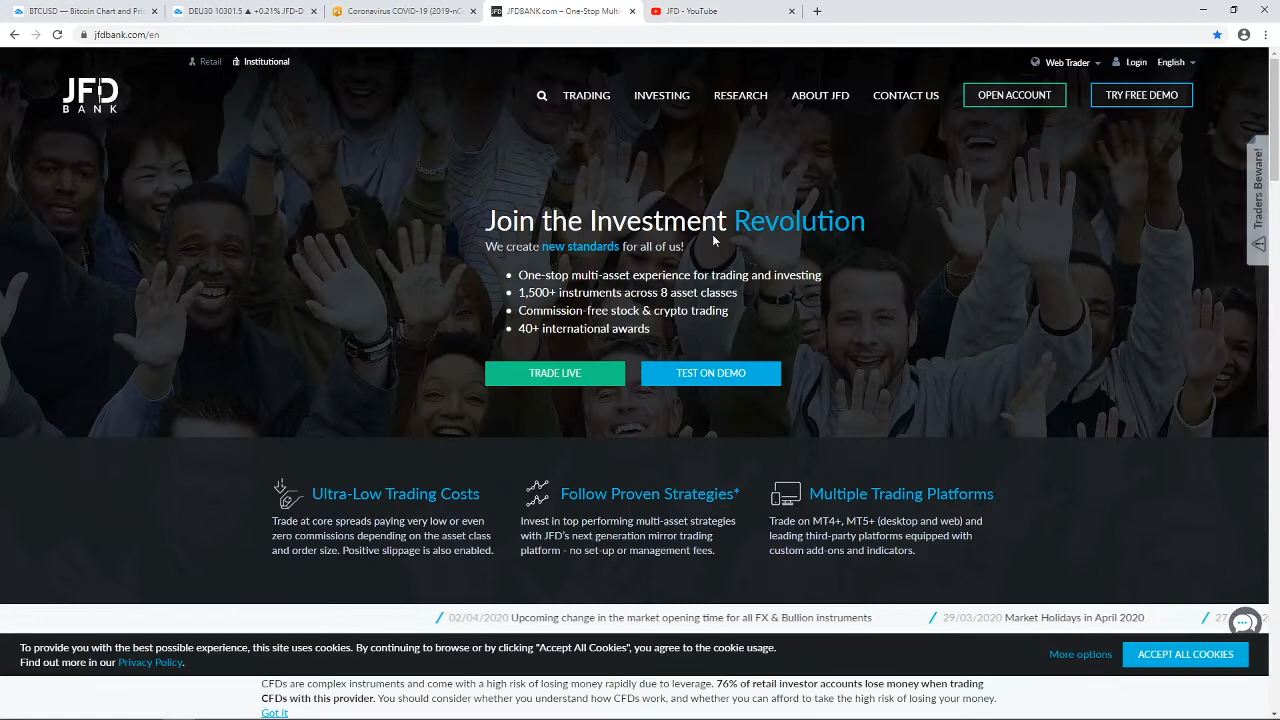 BTCUSD — Bitcoin Chart and Pric
DEU30 10301.5 ▲ +0.21% JFD-D
Coronavirus COVID-19 (2019-nC
JFDBANK.com – One-Stop Multi-
JFD - YouTube
jfdbank.com/en
Retail Institutional
Web Trader Login English
JFD
BANK
TRADING INVESTING RESEARCH ABOUT JFD CONTACT US OPEN ACCOUNT TRY FREE DEMO
Traders Beware!
Join the Investment Revolution
We create new standards for all of us!
• One-stop multi-asset experience for trading and investing
• 1,500+ instruments across 8 asset classes
• Commission-free stock & crypto trading
• 40+ international awards
TRADE LIVE TEST ON DEMO
Ultra-Low Trading Costs
Trade at core spreads paying very low or even
zero commissions depending on the asset class
and order size. Positive slippage is also enabled.
Follow Proven Strategies*
Invest in top performing multi-asset strategies
with JFD's next generation mirror trading
platform - no set-up or management fees.
Multiple Trading Platforms
Trade on MT4+, MT5+ (desktop and web) and
leading third-party platforms equipped with
custom add-ons and indicators.
02/04/2020 Upcoming change in the market opening time for all FX & Bullion instruments
29/03/2020 Market Holidays in April 2020
To provide you with the best possible experience, this site uses cookies. By continuing to browse or by clicking "Accept All Cookies", you agree to the cookie usage.
Find out more in our Privacy Policy.
More options ACCEPT ALL COOKIES
CFDs are complex instruments and come with a high risk of losing money rapidly due to leverage. 76% of retail investor accounts lose money when trading
CFDs with this provider. You should consider whether you understand how CFDs work, and whether you can afford to take the high risk of losing your money.
Got it